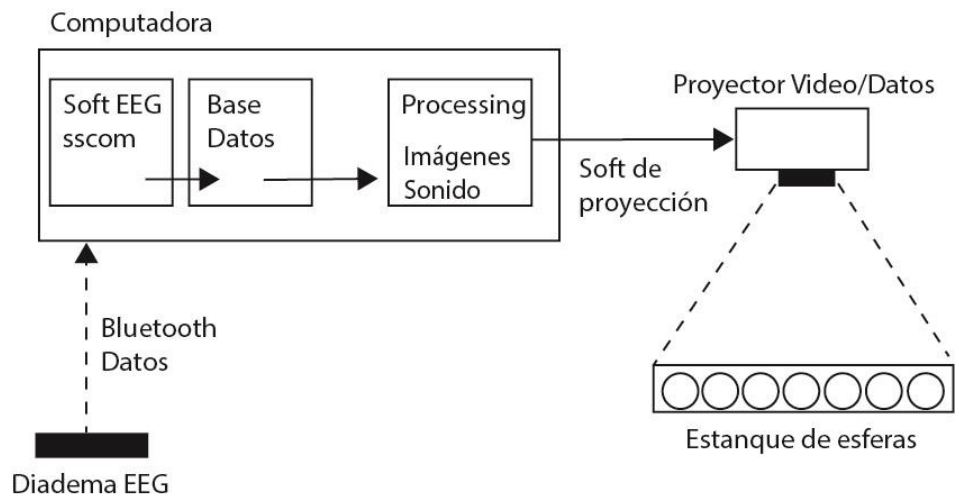 Computadora
Soft EEG
sscom
Base
Datos
Processing
Imágenes
Sonido
Proyector Video/Datos
Soft de
proyección
Bluetooth
Datos
Diadema EEG
Estanque de esferas